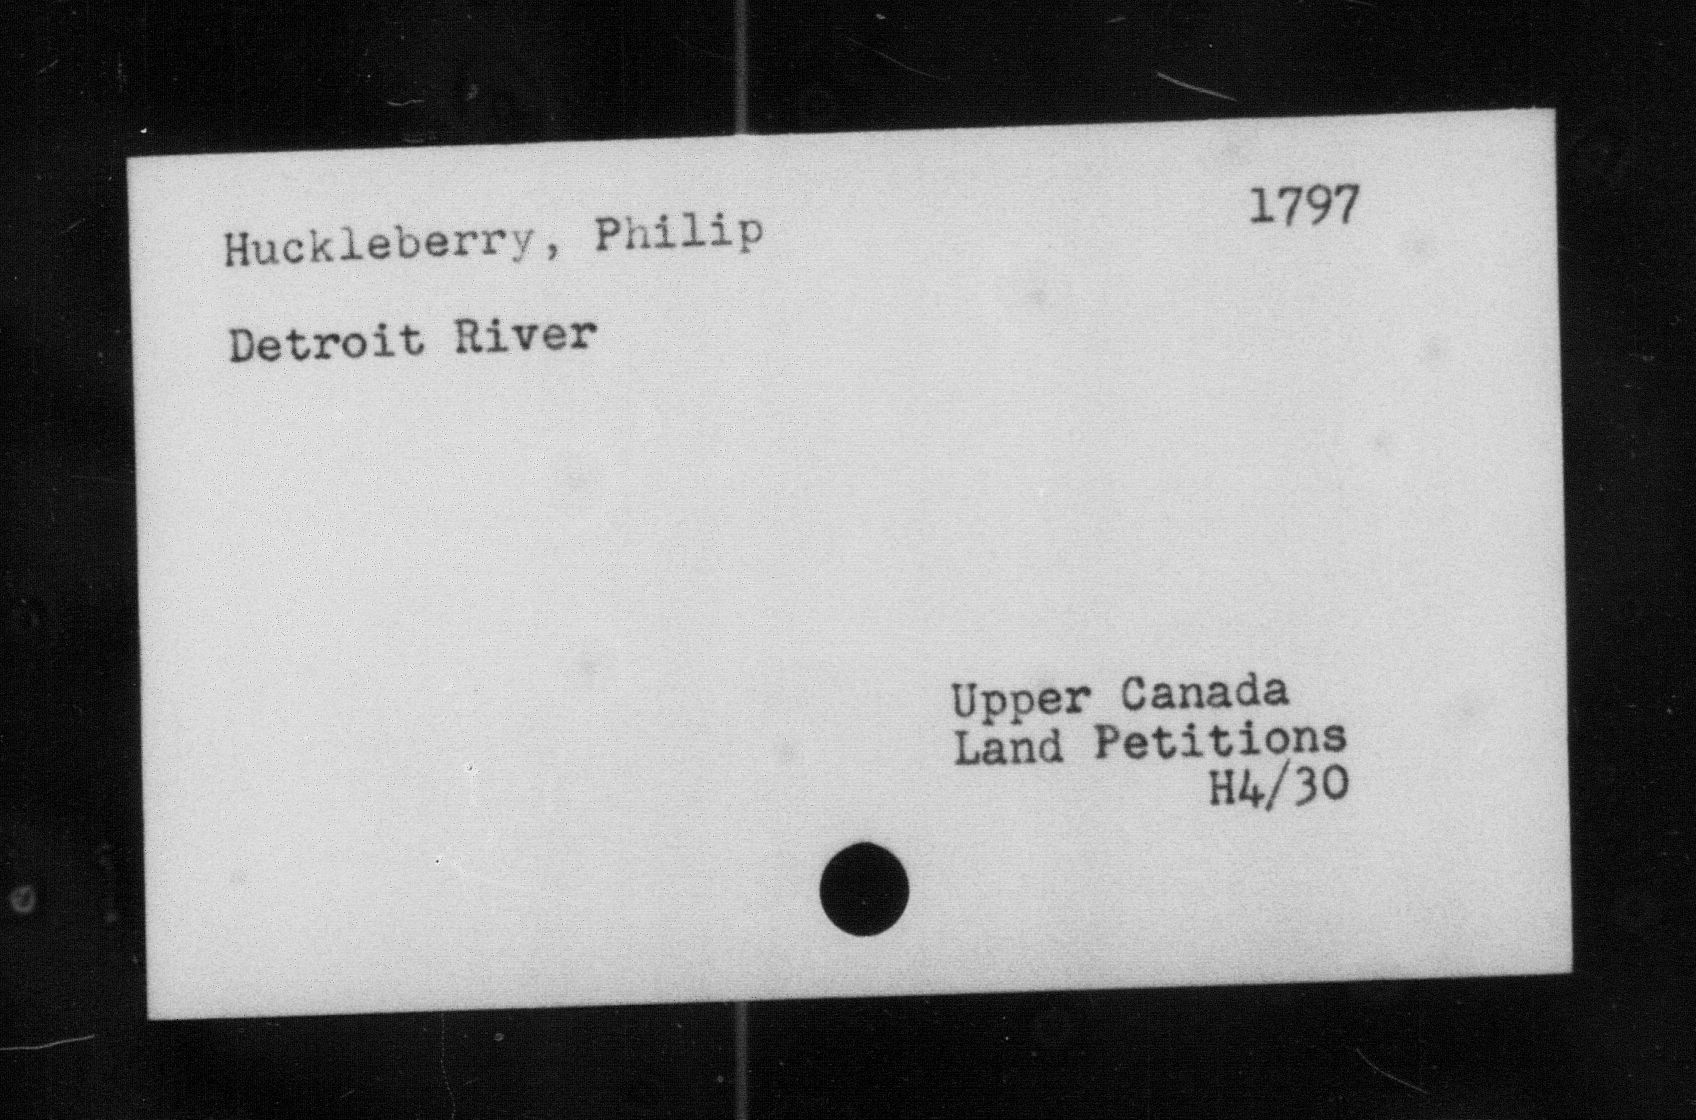 Huckleberry, Philip 1797
Detroit River
Upper Canada
Land Petitions
H4/30